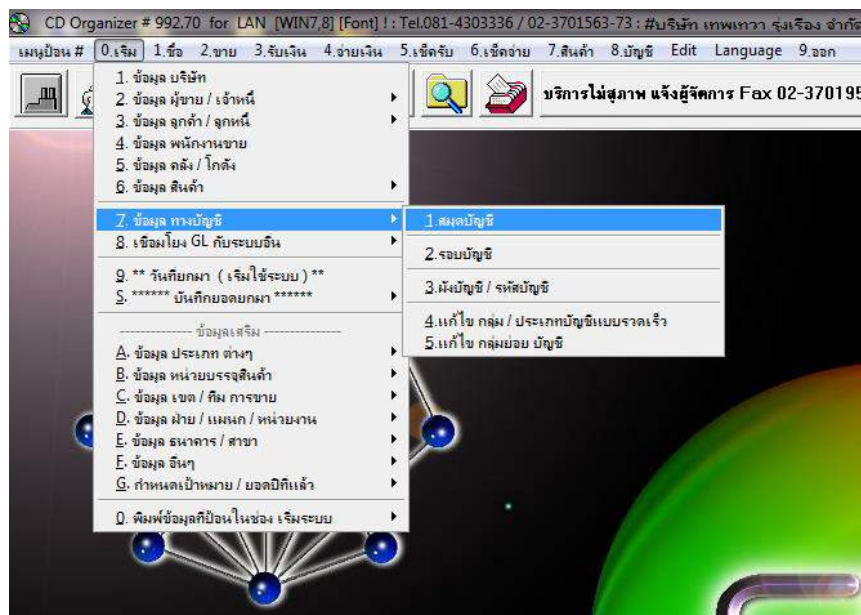 CD Organizer # 992.70 for LAN [WIN7,8] [Font] ! : Tel.081-4303336 / 02-3701563-73 : #บริษัท เทพเทวา รุ่งเรือง จำกัด
เมนูป้อน # 0.เริ่ม 1.ซื้อ 2.ขาย 3.รับเงิน 4.จ่ายเงิน 5.เช็ครับ 6.เช็คจ่าย 7.สินค้า 8.บัญชี Edit Language 9.ออก
บริการไม่สุภาพ แจ้งผู้จัดการ Fax 02-370195
1. ข้อมูล บริษัท
2. ข้อมูล ผู้ขาย / เจ้าหนี้
3. ข้อมูล ลูกค้า / ลูกหนี้
4. ข้อมูล พนักงานขาย
5. ข้อมูล คลัง / โกดัง
6. ข้อมูล สินค้า
7. ข้อมูล ทางบัญชี
8. เชื่อมโยง GL กับระบบอื่น
9. ** วันที่ยกมา ( เริ่มใช้ระบบ ) **
S. ****** บันทึกยอดยกมา ******
------------- ข้อมูลเสริม --------------
A. ข้อมูล ประเภท ต่างๆ
B. ข้อมูล หน่วยบรรจุสินค้า
C. ข้อมูล เขต / ทีม การขาย
D. ข้อมูล ฝ่าย / แผนก / หน่วยงาน
E. ข้อมูล ธนาคาร / สาขา
F. ข้อมูล อื่นๆ
G. กำหนดเป้าหมาย / ยอดปีที่แล้ว
0. พิมพ์ข้อมูลที่ป้อนในช่อง เริ่มระบบ
1.สมุดบัญชี
2.รอบบัญชี
3.ผังบัญชี / รหัสบัญชี
4.แก้ไข กลุ่ม / ประเภทบัญชีแบบรวดเร็ว
5.แก้ไข กลุ่มย่อย บัญชี